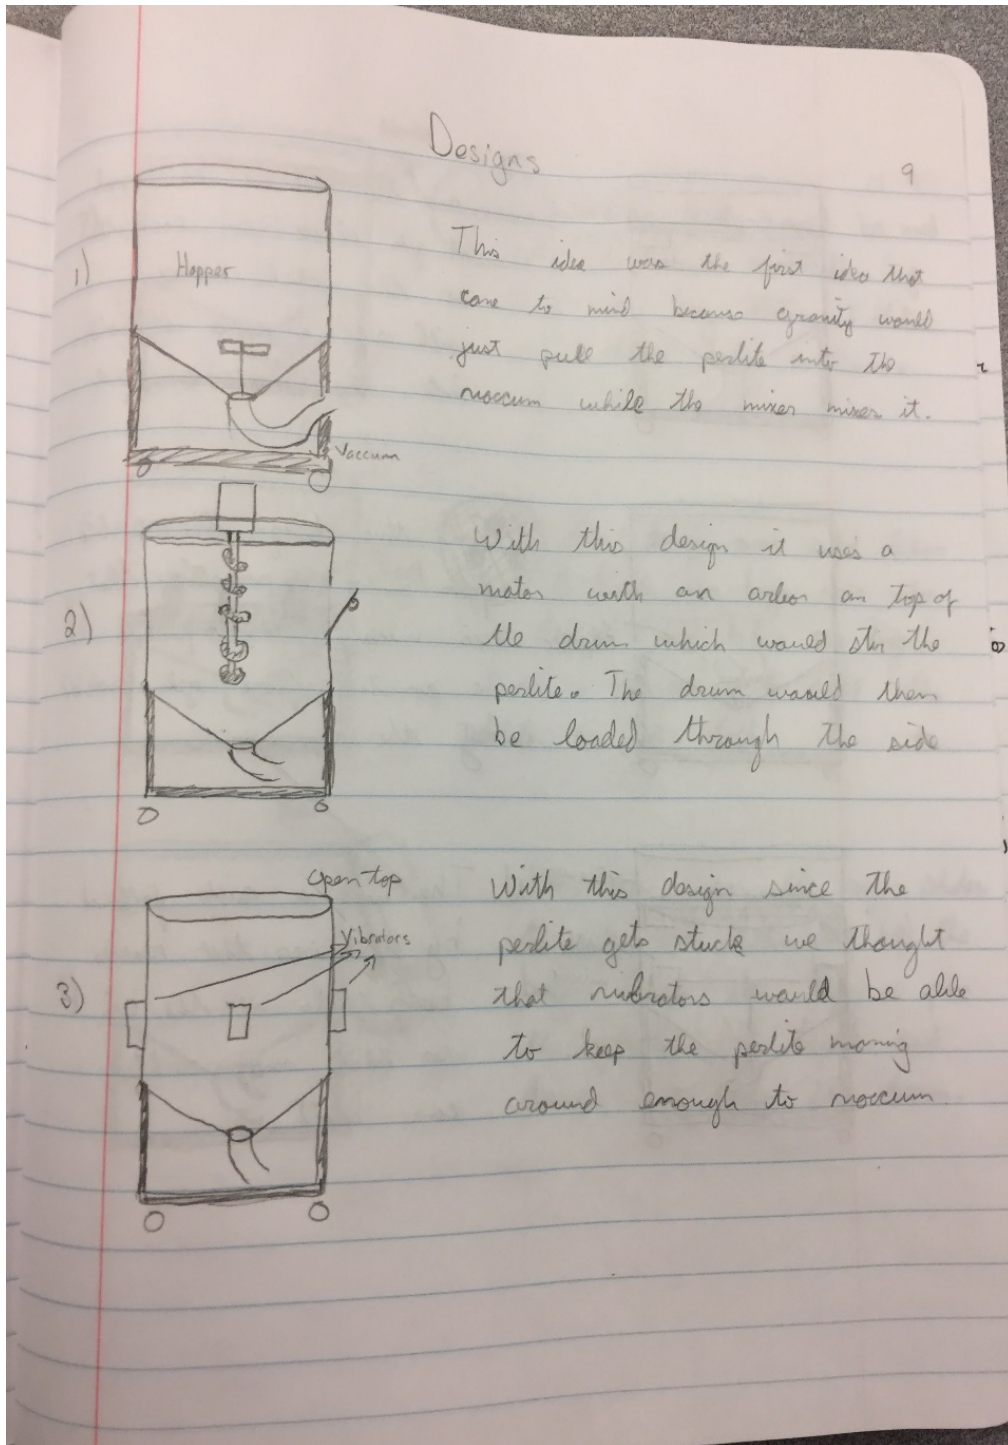 Designs
9
1)
Hopper
Vaccum
This idea was the first idea that
came to mind because gravity would
just pull the perlite into the
vaccum while the mixer mixes it.
2)
With this design it uses a
motor with an on top of
the drum which would stir the
perlite. The drum would then
be loaded through the side
3)
Open top
Vibrators
With this design since the
perlite gets stuck we thought
that vibrators would be able
to keep the perlite moving
around enough to vaccum